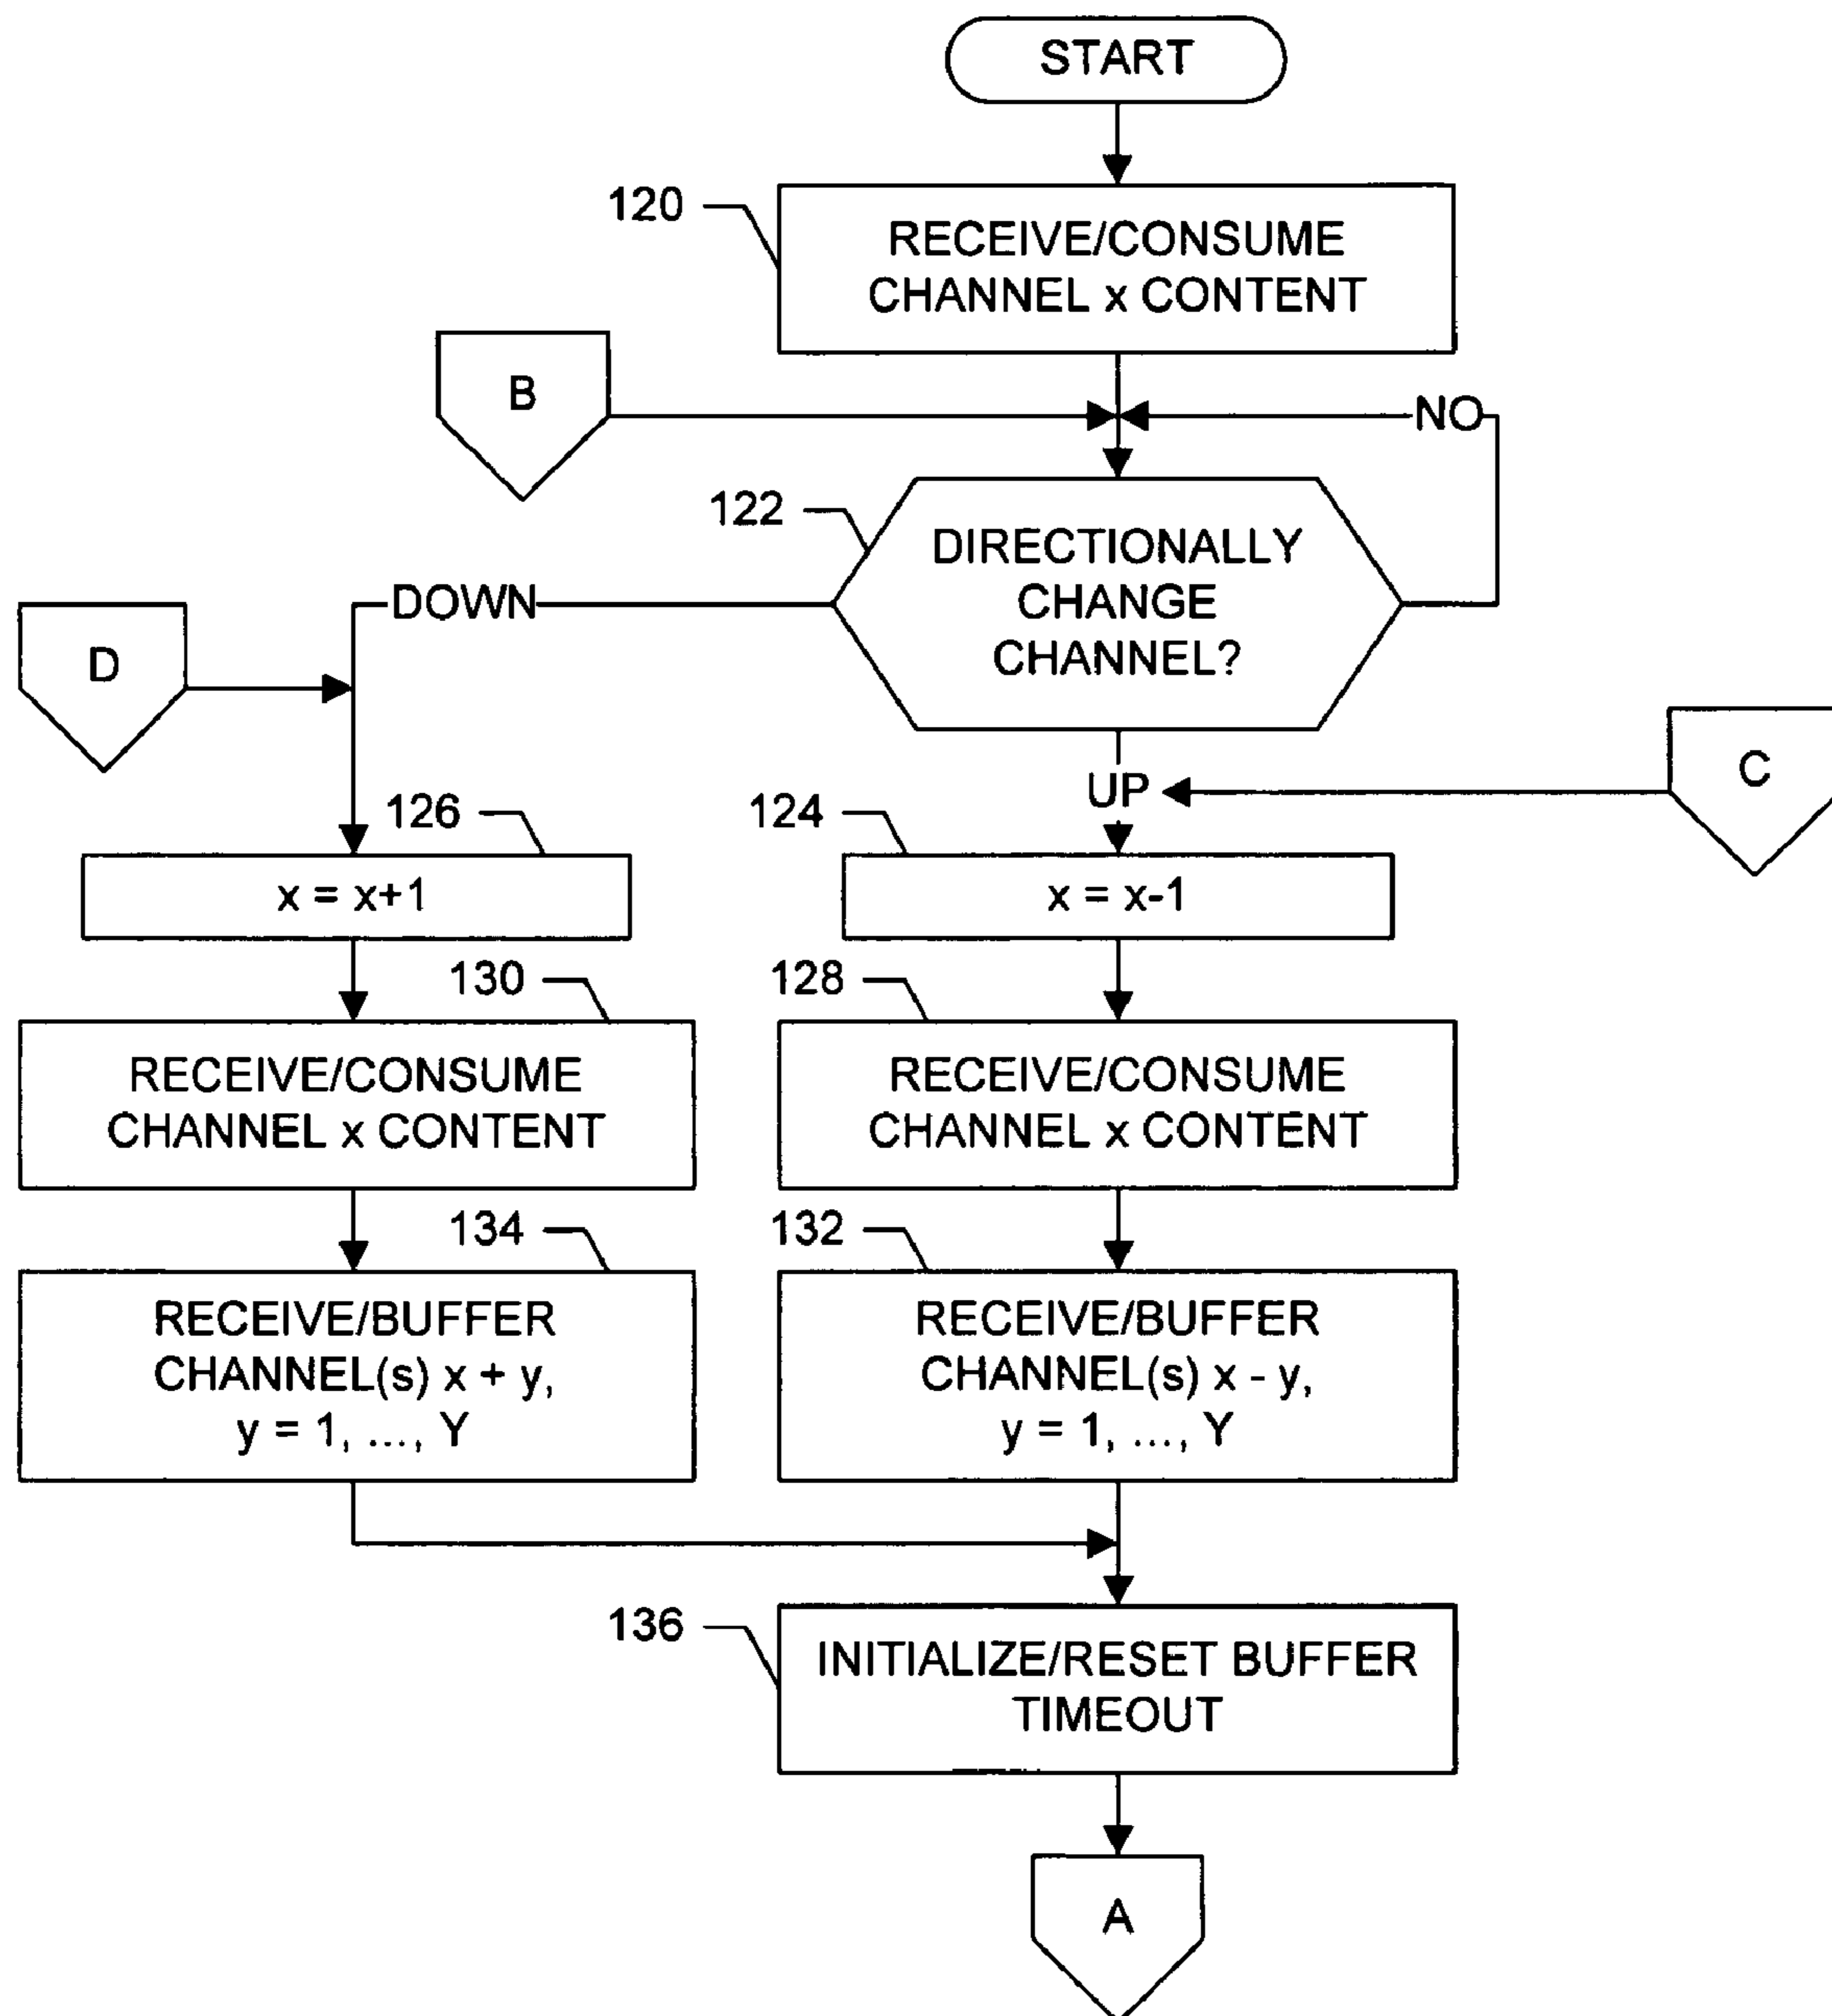 START
120
RECEIVE/CONSUME
CHANNEL x CONTENT
B
NO
122
DIRECTIONALLY
CHANGE
CHANNEL?
DOWN
D
UP
C
126
x = x+1
124
x = x-1
130
RECEIVE/CONSUME
CHANNEL x CONTENT
128
RECEIVE/CONSUME
CHANNEL x CONTENT
134
RECEIVE/BUFFER
CHANNEL(s) x + y,
y = 1, ..., Y
132
RECEIVE/BUFFER
CHANNEL(s) x - y,
y = 1, ..., Y
136
INITIALIZE/RESET BUFFER
TIMEOUT
A